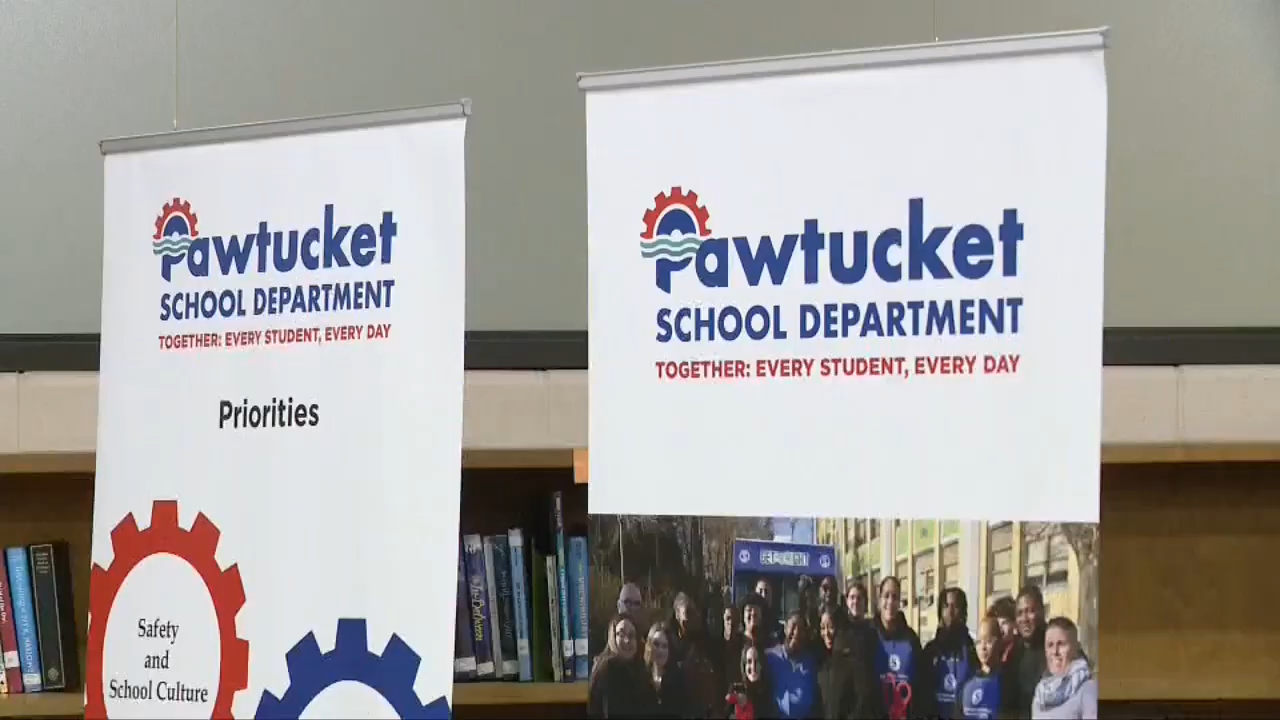 Pawtucket
SCHOOL DEPARTMENT
TOGETHER: EVERY STUDENT, EVERY DAY
Priorities
Safety
and
School Culture
Pawtucket
SCHOOL DEPARTMENT
TOGETHER: EVERY STUDENT, EVERY DAY